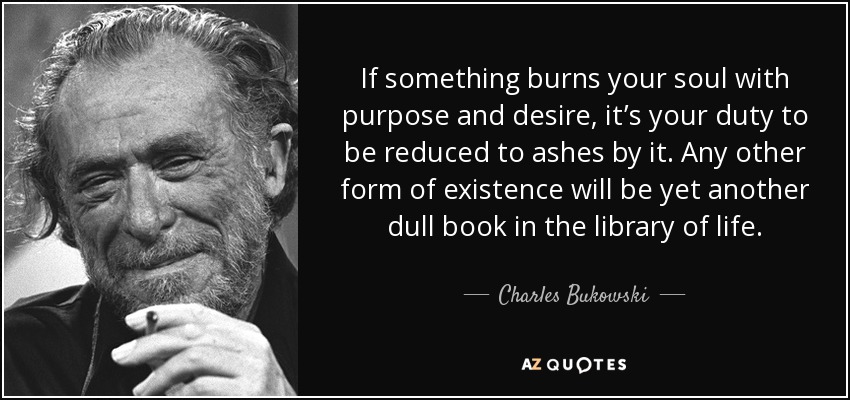 If something burns your soul with
purpose and desire, it’s your duty to
be reduced to ashes by it. Any other
form of existence will be yet another
dull book in the library of life.
Charles Bukowski
AZ QUOTES